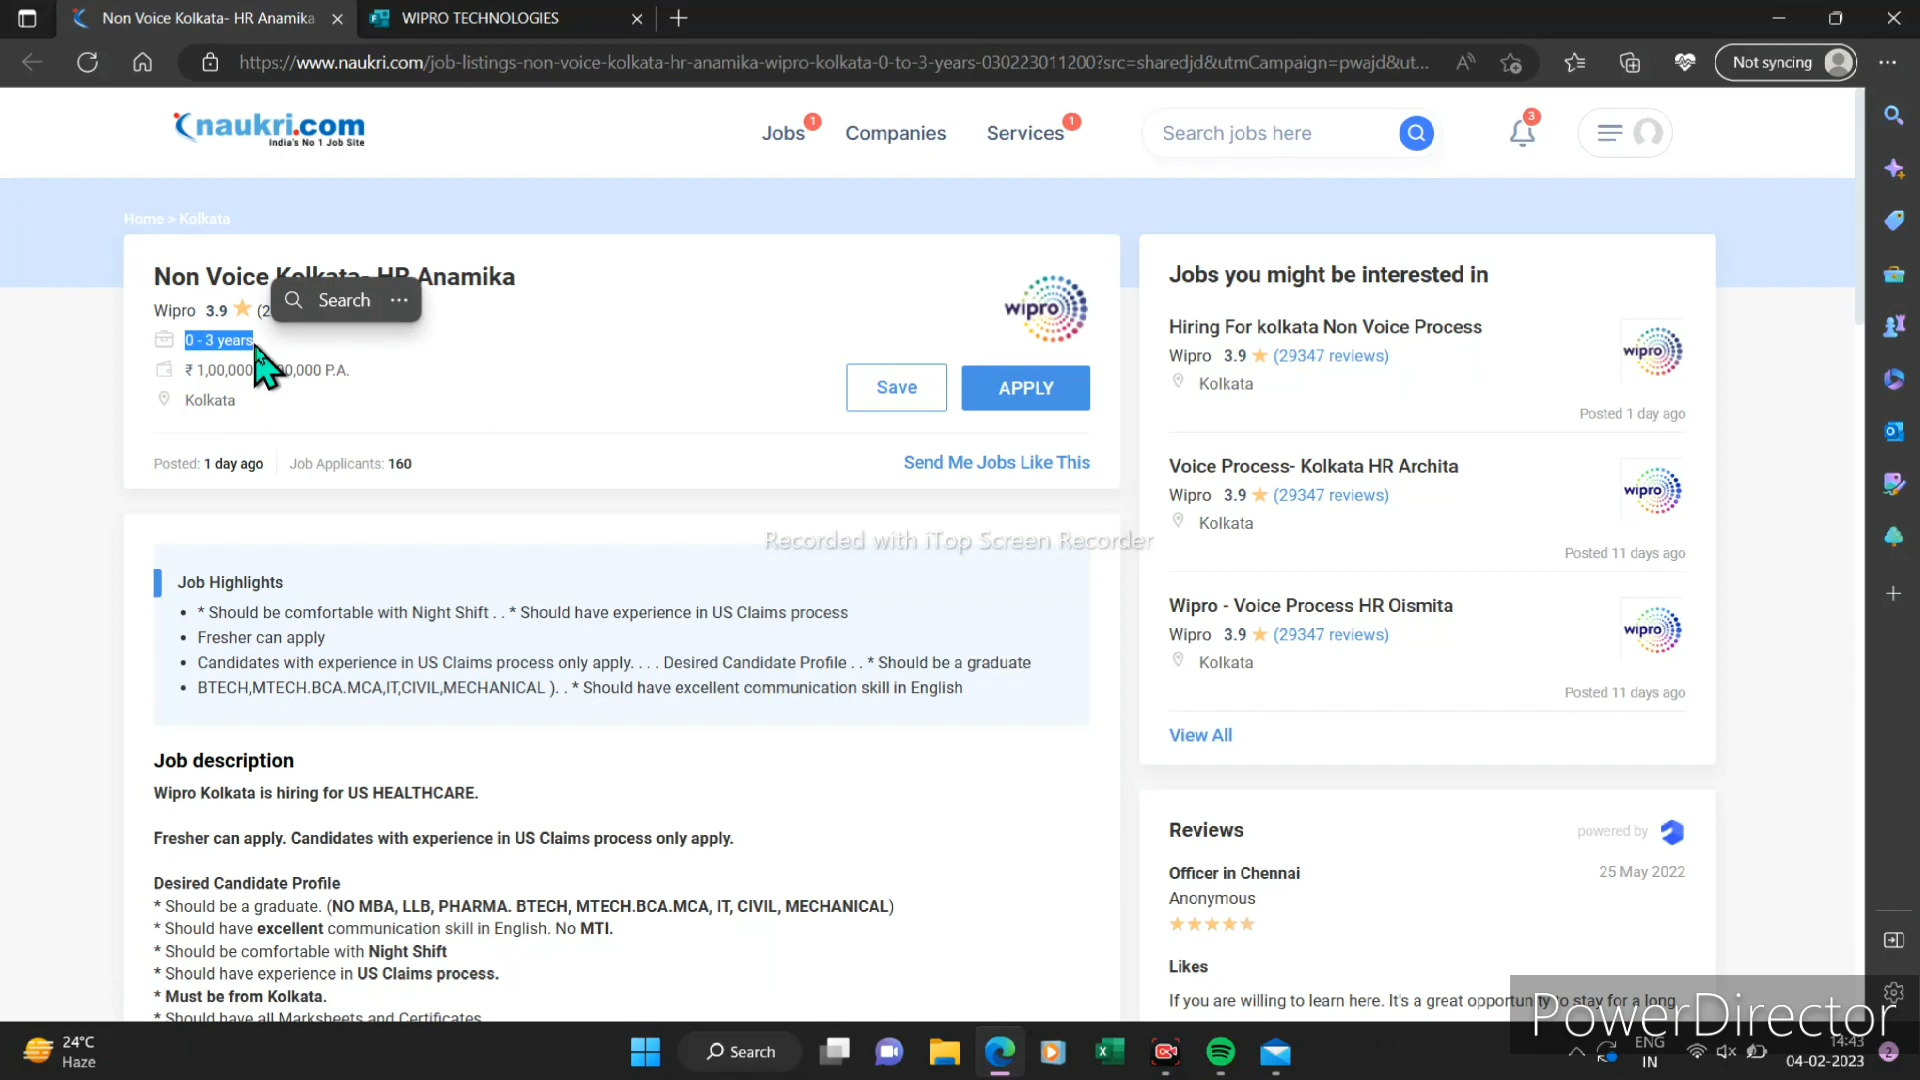 Non Voice Kolkata- HR Anamika
WIPRO TECHNOLOGIES
https://www.naukri.com/job-listings-non-voice-kolkata-hr-anamika-wipro-kolkata-0-to-3-years-030223011200?src=sharedjd&utmCampaign=pwajd&ut...
Not syncing
naukri.com
India's No 1 Job Site
Jobs 1
Companies
Services 1
Search jobs here
3
Home > Kolkata
Non Voice Kolkata- HR Anamika
Wipro 3.9 (2
Search ...
0 - 3 years
₹ 1,00,000 00,000 P.A.
Kolkata
wipro
Save
APPLY
Posted: 1 day ago
Job Applicants: 160
Send Me Jobs Like This
Job Highlights
• * Should be comfortable with Night Shift . . * Should have experience in US Claims process
• Fresher can apply
• Candidates with experience in US Claims process only apply. . . . Desired Candidate Profile . . * Should be a graduate
• BTECH,MTECH.BCA.MCA,IT,CIVIL,MECHANICAL ). . * Should have excellent communication skill in English
Job description
Wipro Kolkata is hiring for US HEALTHCARE.
Fresher can apply. Candidates with experience in US Claims process only apply.
Desired Candidate Profile
* Should be a graduate. (NO MBA, LLB, PHARMA. BTECH, MTECH.BCA.MCA, IT, CIVIL, MECHANICAL)
* Should have excellent communication skill in English. No MTI.
* Should be comfortable with Night Shift
* Should have experience in US Claims process.
* Must be from Kolkata.
* Should have all Marksheets and Certificates
Jobs you might be interested in
Hiring For kolkata Non Voice Process
Wipro 3.9 (29347 reviews)
Kolkata
wipro
Posted 1 day ago
Voice Process- Kolkata HR Archita
Wipro 3.9 (29347 reviews)
Kolkata
wipro
Posted 11 days ago
Wipro - Voice Process HR Oismita
Wipro 3.9 (29347 reviews)
Kolkata
wipro
Posted 11 days ago
View All
Reviews
powered by
Officer in Chennai
25 May 2022
Anonymous
Likes
If you are willing to learn here. It's a great opportunity to stay for a long
Recorded with iTop Screen Recorder
PowerDirector
24°C
Haze
Search
ENG
IN
14:43
04-02-2023
2